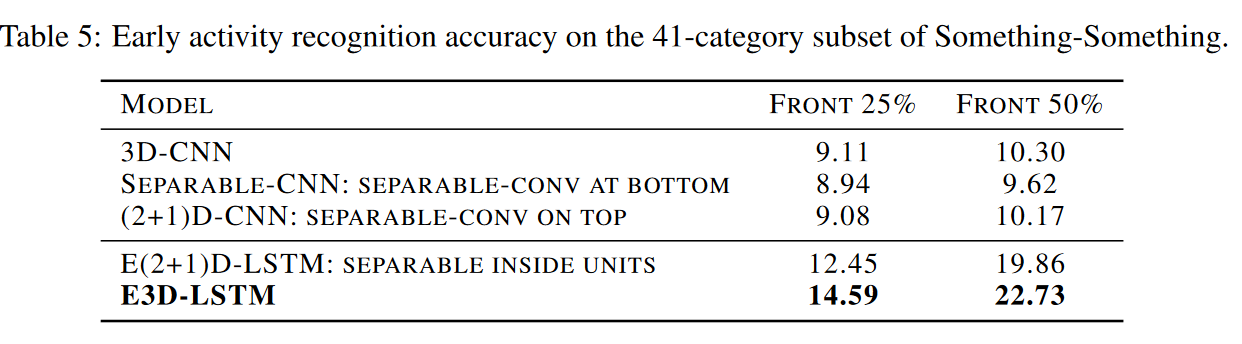 Table 5: Early activity recognition accuracy on the 41-category subset of Something-Something.
MODEL FRONT 25% FRONT 50%
3D-CNN 9.11 10.30
SEPARABLE-CNN: SEPARABLE-CONV AT BOTTOM 8.94 9.62
(2+1)D-CNN: SEPARABLE-CONV ON TOP 9.08 10.17
E(2+1)D-LSTM: SEPARABLE INSIDE UNITS 12.45 19.86
E3D-LSTM 14.59 22.73